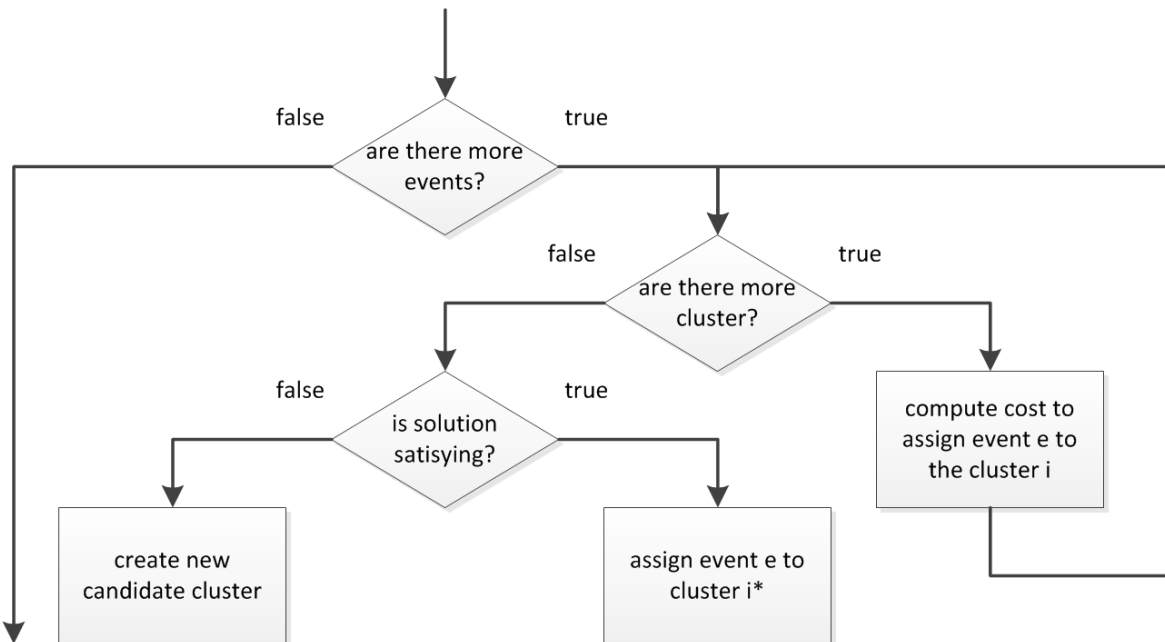 false
true
are there more
events?
false
true
are there more
cluster?
false
true
is solution
satisying?
compute cost to
assign event e to
the cluster i
create new
candidate cluster
assign event e to
cluster i*